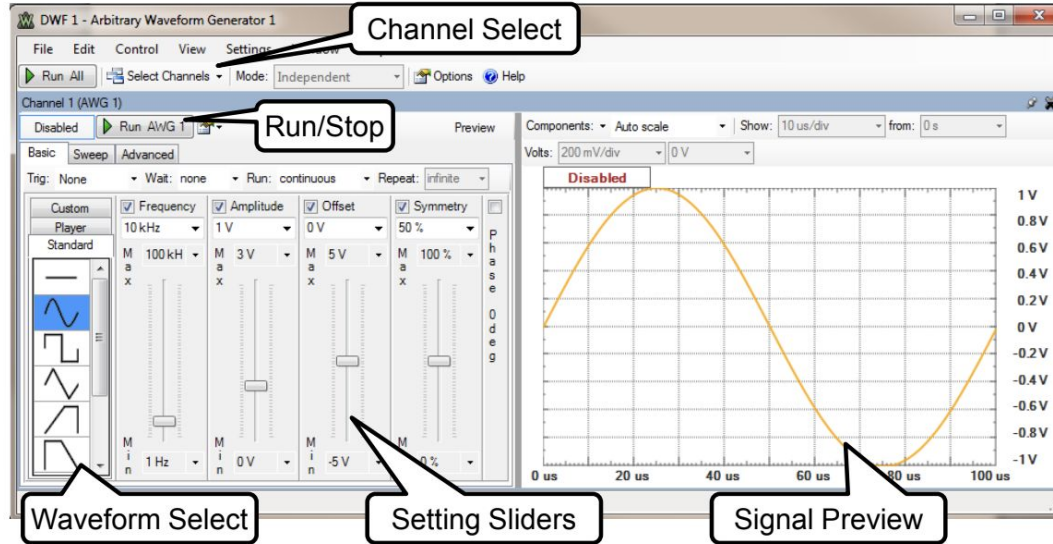 DWF 1 - Arbitrary Waveform Generator 1
Channel Select
File Edit Control View Settings
Run All Select Channels Mode: Independent Options Help
Channel 1 (AWG 1)
Disabled Run AWG 1 Run/Stop Preview
Basic Sweep Advanced
Trig: None Wait: none Run: continuous Repeat: infinite
Custom
Player
Standard
Frequency Amplitude Offset Symmetry
10 kHz 1 V 0 V 50 %
Max 100 kH Max 3 V Max 5 V Max 100 %
Phase 0 deg
Min 1 Hz Min 0 V Min -5 V M 0 %
Components: Auto scale Show: 10 us/div from: 0 s
Volts: 200 mV/div 0 V
Disabled
1 V
0.8 V
0.6 V
0.4 V
0.2 V
0 V
-0.2 V
-0.4 V
-0.6 V
-0.8 V
-1 V
0 us 20 us 40 us 60 us 80 us 100 us
Waveform Select
Setting Sliders
Signal Preview